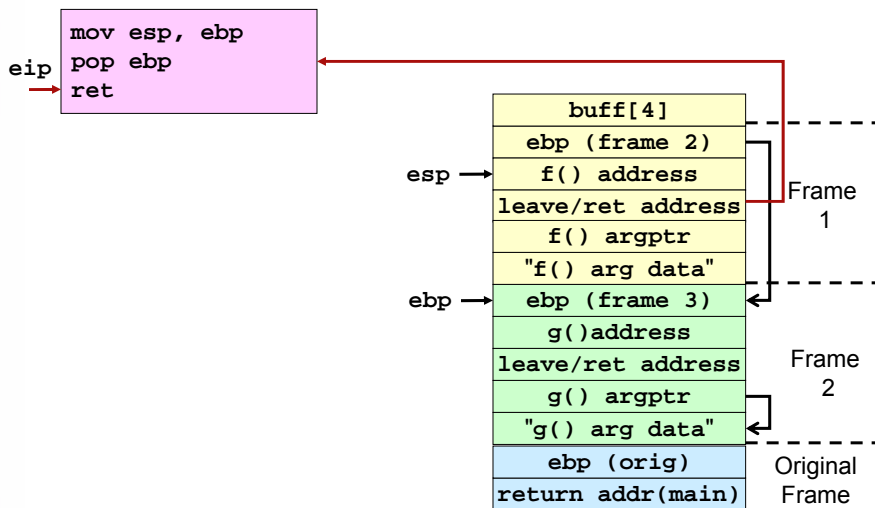 mov esp, ebp
pop ebp
eip
ret
buff[4]
ebp (frame 2)
esp
f() address
leave/ret address
Frame
1
f() argptr
"f() arg data"
ebp
ebp (frame 3)
g()address
leave/ret address
Frame
2
g() argptr
"g() arg data"
ebp (orig)
return addr(main)
Original
Frame